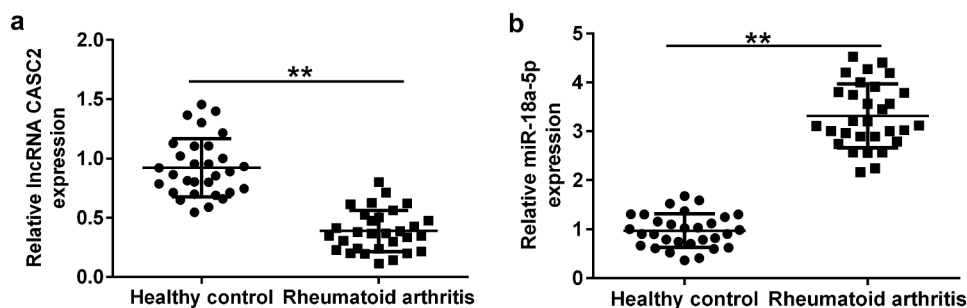 a
Relative lncRNA CASC2
expression
2.0
1.5
1.0
0.5
0.0
**
Healthy control Rheumatoid arthritis
b
Relative miR-18a-5p
expression
5
4
3
2
1
0
**
Healthy control Rheumatoid arthritis